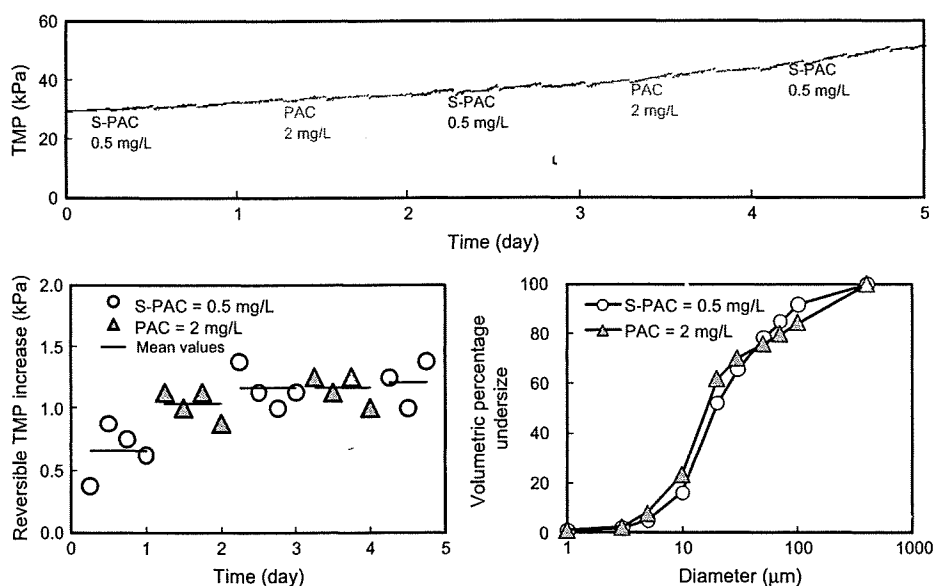 60
40
20
0
TMP (kPa)
S-PAC
0.5 mg/L
PAC
2 mg/L
S-PAC
0.5 mg/L
PAC
2 mg/L
S-PAC
0.5 mg/L
0 1 2 3 4 5
Time (day)
2.0
1.5
1.0
0.5
0.0
Reversible TMP increase (kPa)
S-PAC = 0.5 mg/L
PAC = 2 mg/L
Mean values
0 1 2 3 4 5
Time (day)
100
80
60
40
20
0
Volumetric percentage
undersize
S-PAC = 0.5 mg/L
PAC = 2 mg/L
1 10 100 1000
Diameter (µm)